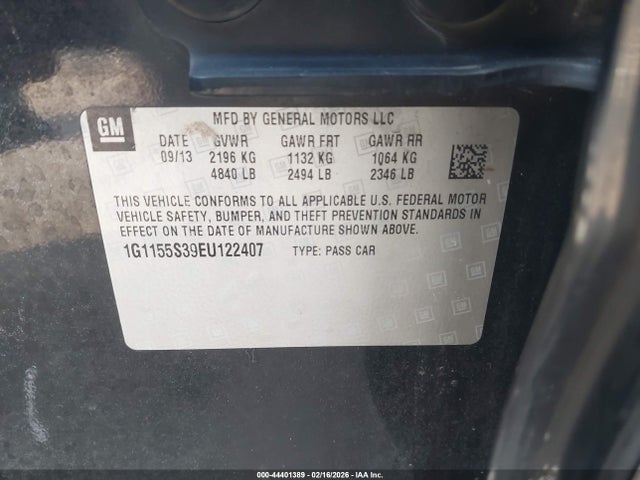 GM
MFD BY GENERAL MOTORS LLC
DATE GVWR GAWR FRT GAWR RR
09/13 2196 KG 1132 KG 1064 KG
4840 LB 2494 LB 2346 LB
THIS VEHICLE CONFORMS TO ALL APPLICABLE U.S. FEDERAL MOTOR
VEHICLE SAFETY, BUMPER, AND THEFT PREVENTION STANDARDS IN
EFFECT ON THE DATE OF MANUFACTURE SHOWN ABOVE.
1G1155S39EU122407 TYPE: PASS CAR
000-44401389 - 02/16/2026 - IAA Inc.